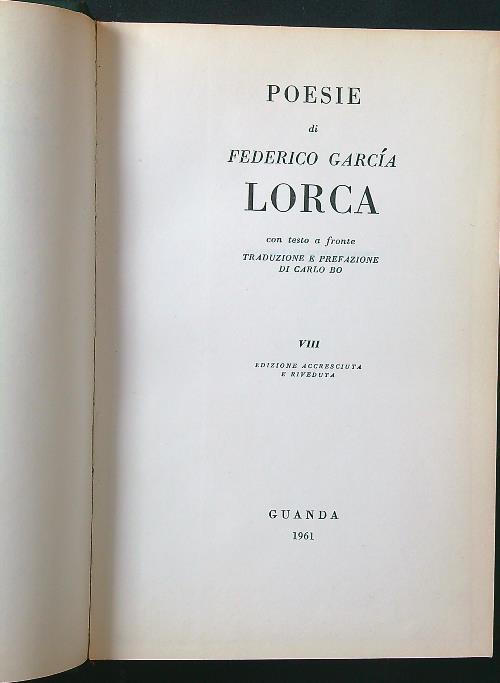 POESIE
di
FEDERICO GARCÍA
LORCA
con testo a fronte
TRADUZIONE E PREFAZIONE
DI CARLO BO
VIII
EDIZIONE ACCRESCIUTA
E RIVEDUTA
GUANDA
1961